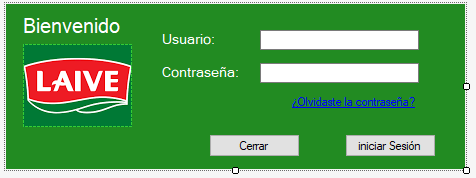 Bienvenido
LAIVE
Usuario:
Contraseña:
¿Olvidaste la contraseña?
Cerrar
iniciar Sesión